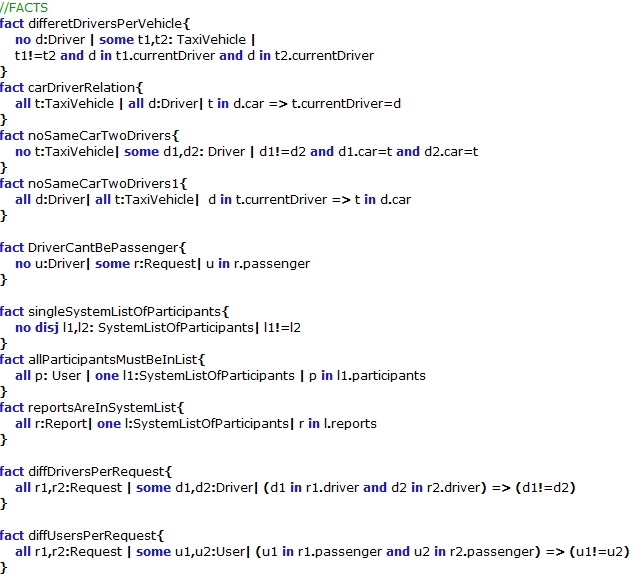 //FACTS
fact differetDriversPerVehicle{
no d:Driver | some t1,t2: TaxiVehicle |
t1!=t2 and d in t1.currentDriver and d in t2.currentDriver
}
fact carDriverRelation{
all t:TaxiVehicle | all d:Driver| t in d.car => t.currentDriver=d
}
fact noSameCarTwoDrivers{
no t:TaxiVehicle| some d1,d2: Driver | d1!=d2 and d1.car=t and d2.car=t
}
fact noSameCarTwoDrivers1{
all d:Driver| all t:TaxiVehicle| d in t.currentDriver => t in d.car
}
fact DriverCantBePassenger{
no u:Driver| some r:Request| u in r.passenger
}
fact singleSystemListOfParticipants{
no disj l1,l2: SystemListOfParticipants| l1!=l2
}
fact allParticipantsMustBeInList{
all p: User | one l1:SystemListOfParticipants | p in l1.participants
}
fact reportsAreInSystemList{
all r:Report| one l:SystemListOfParticipants| r in l.reports
}
fact diffDriversPerRequest{
all r1,r2:Request | some d1,d2:Driver| (d1 in r1.driver and d2 in r2.driver) => (d1!=d2)
}
fact diffUsersPerRequest{
all r1,r2:Request | some u1,u2:User| (u1 in r1.passenger and u2 in r2.passenger) => (u1!=u2)
}